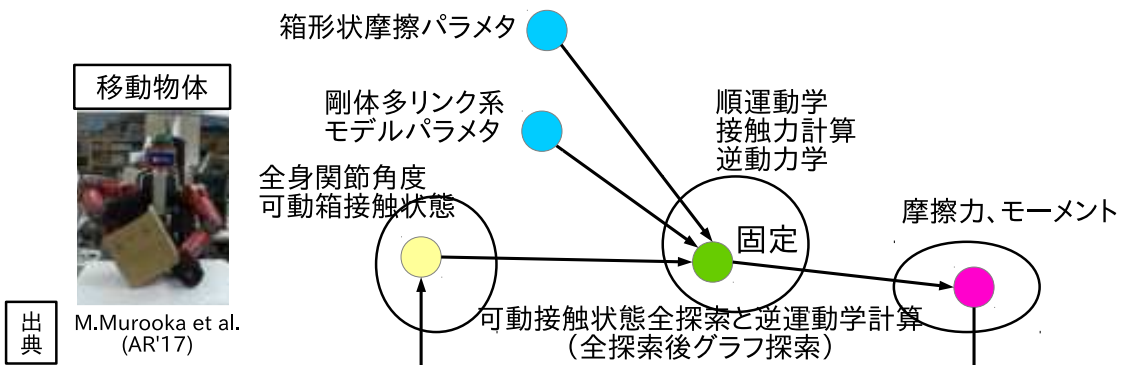 箱形状摩擦パラメタ
移動物体
剛体多リンク系
モデルパラメタ
順運動学
接触力計算
逆動力学
全身関節角度
可動箱接触状態
摩擦力、モーメント
固定
出典
M.Murooka et al.
(AR'17)
可動接触状態全探索と逆運動学計算
（全探索後グラフ探索）